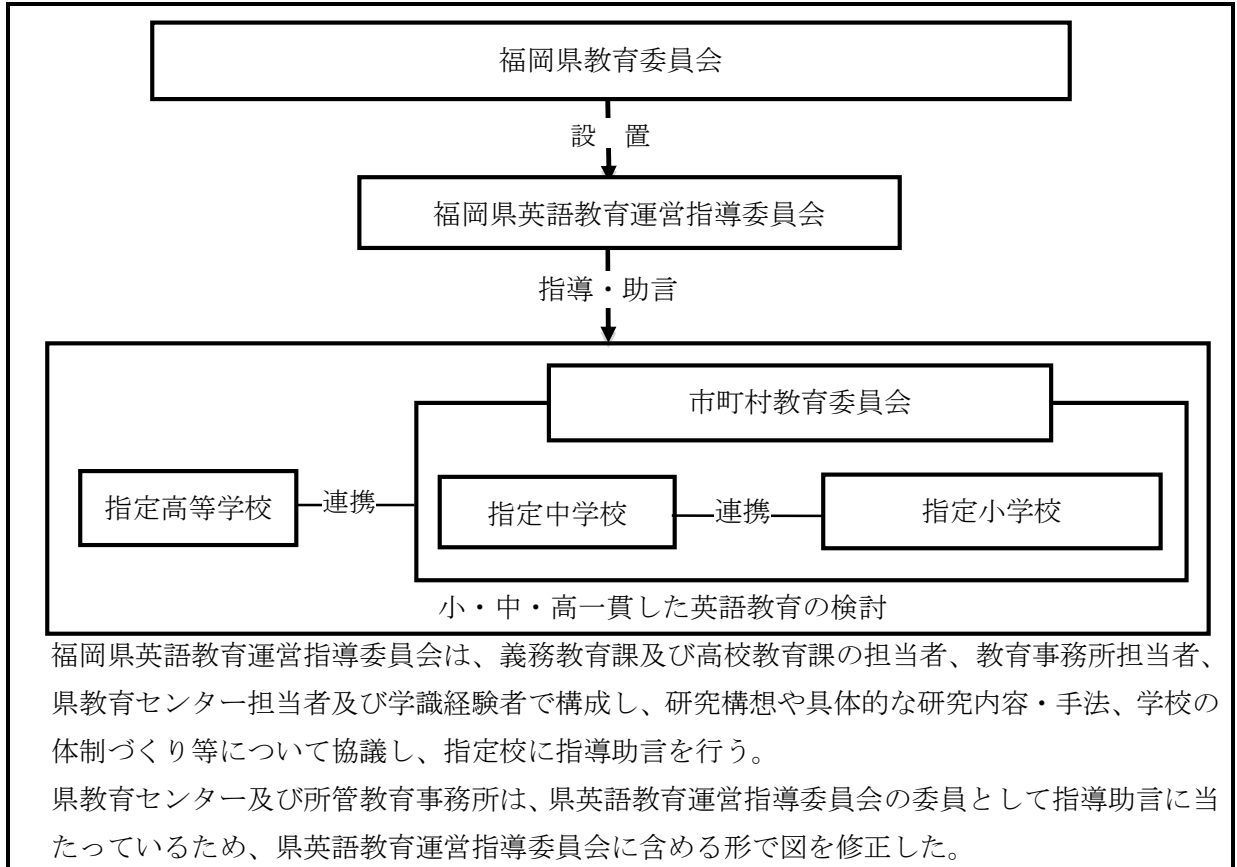 福岡県教育委員会
設　置
福岡県英語教育運営指導委員会
指導・助言
市町村教育委員会
指定高等学校
連携
指定中学校
連携
指定小学校
小・中・高一貫した英語教育の検討
福岡県英語教育運営指導委員会は、義務教育課及び高校教育課の担当者、教育事務所担当者、
県教育センター担当者及び学識経験者で構成し、研究構想や具体的な研究内容・手法、学校の
体制づくり等について協議し、指定校に指導助言を行う。
県教育センター及び所管教育事務所は、県英語教育運営指導委員会の委員として指導助言に当
たっているため、県英語教育運営指導委員会に含める形で図を修正した。